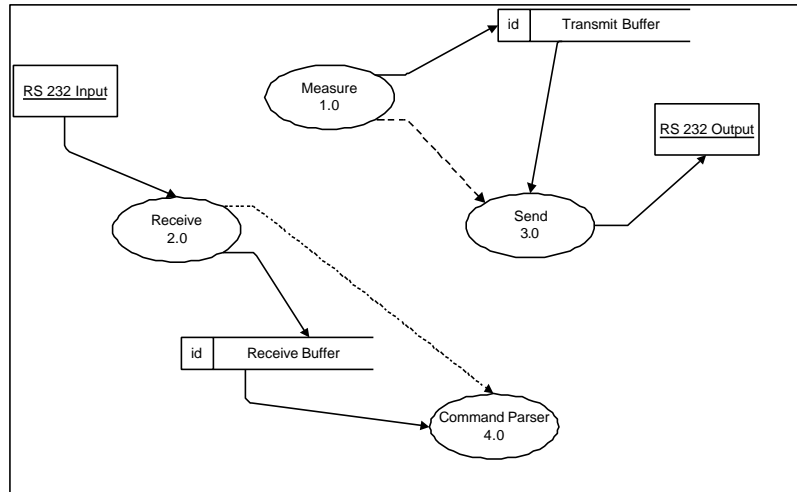 id
Transmit Buffer
RS 232 Input
Measure
1.0
RS 232 Output
Receive
2.0
Send
3.0
id
Receive Buffer
Command Parser
4.0